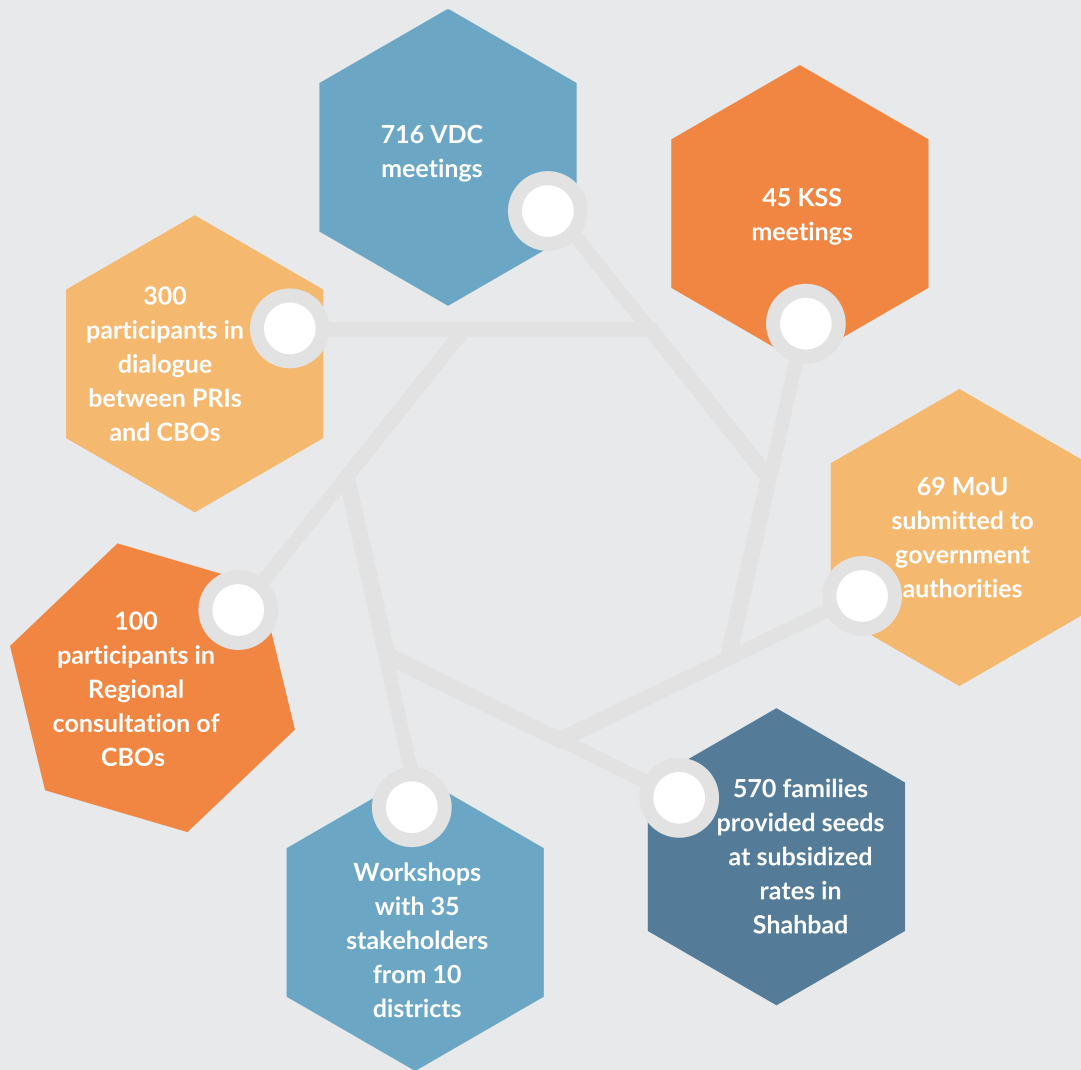 716 VDC
meetings
45 KSS
meetings
300
participants in
dialogue
between PRIs
and CBOs
69 MoU
submitted to
government
authorities
100
participants in
Regional
consultation of
CBOs
570 families
provided seeds
at subsidized
rates in
Shahbad
Workshops
with 35
stakeholders
from 10
districts